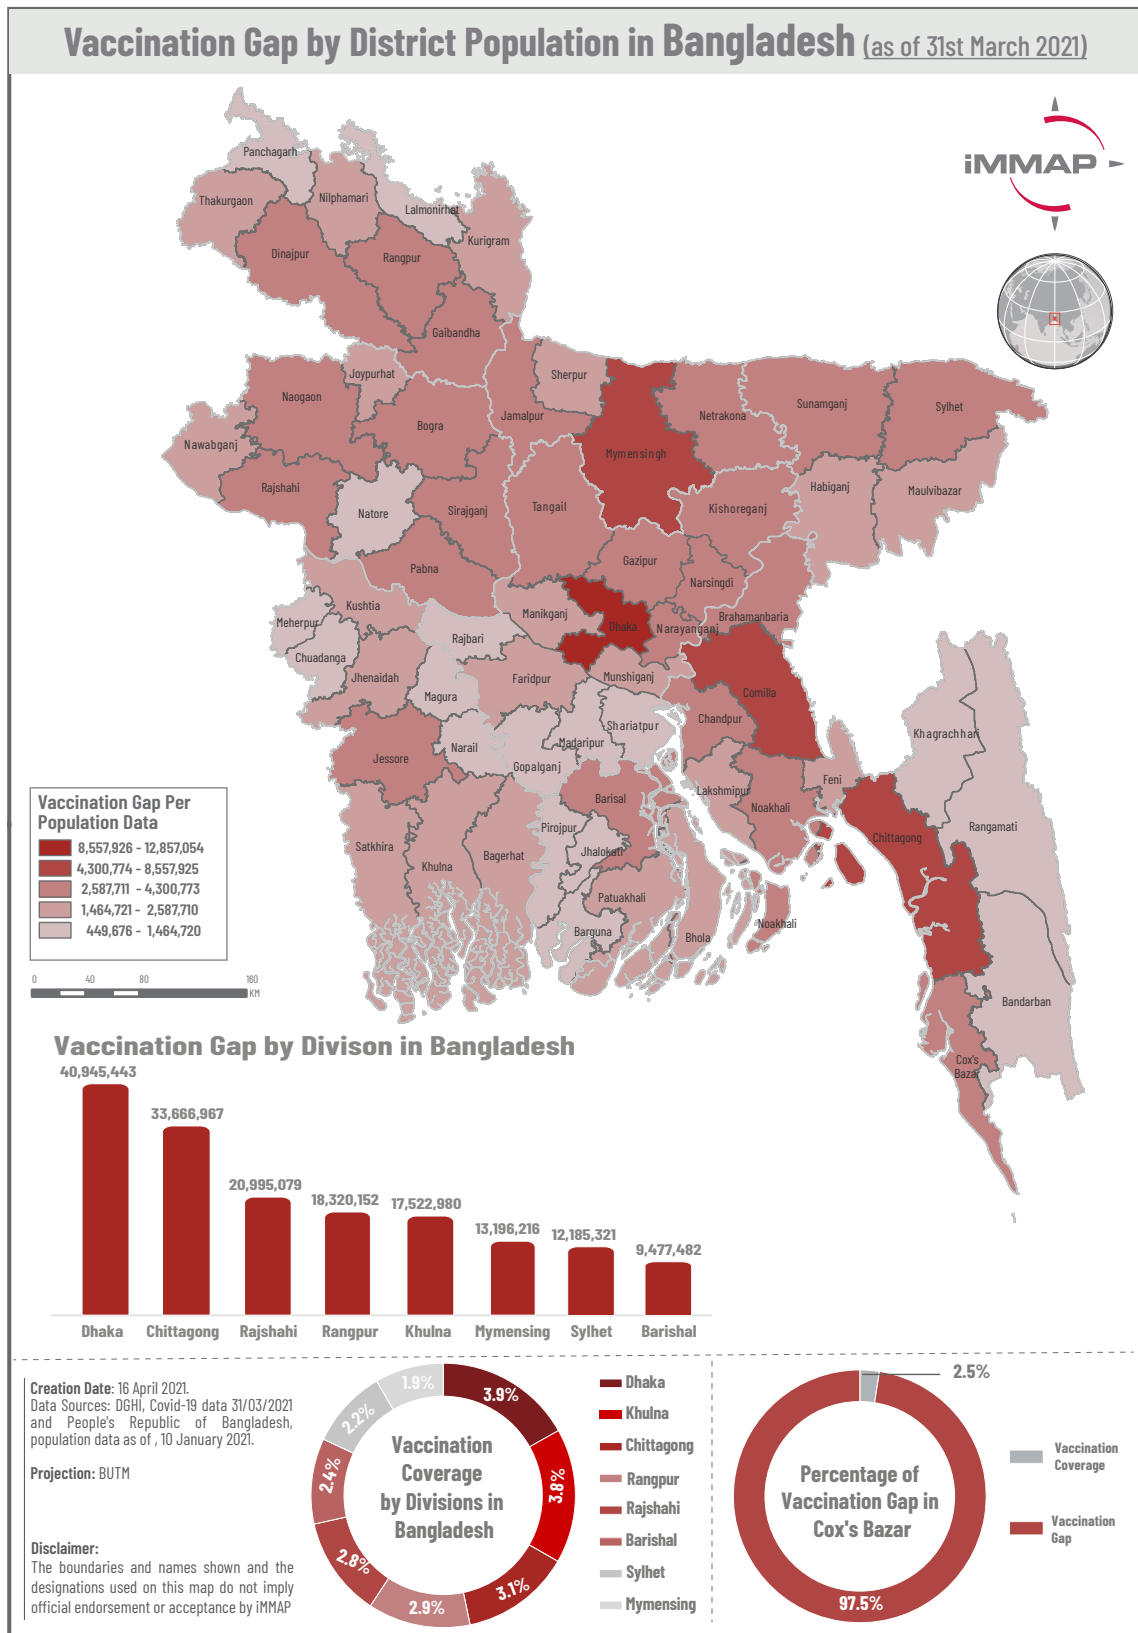 Vaccination Gap by District Population in Bangladesh (as of 31st March 2021)
iMMAP
Panchagarh
Thakurgaon
Nilphamari
Lalmonirhat
Kurigram
Dinajpur
Rangpur
Gaibandha
Joypurhat
Sherpur
Naogaon
Jamalpur
Bogra
Netrakona
Sunamganj
Sylhet
Nawabganj
Mymensingh
Rajshahi
Habiganj
Maulvibazar
Natore
Sirajganj
Tangail
Kishoreganj
Gazipur
Pabna
Narsingdi
Kushtia
Manikganj
Brahamanbaria
Meherpur
Dhaka
Narayanganj
Rajbari
Chuadanga
Jhenaidah
Faridpur
Munshiganj
Magura
Comilla
Chandpur
Shariatpur
Khagrachhari
Narail
Madaripur
Jessore
Gopalganj
Feni
Lakshmipur
Barisal
Noakhali
Rangamati
Pirojpur
Chittagong
Satkhira
Jhalokati
Bagerhat
Khulna
Patuakhali
Noakhali
Barguna
Bhola
Bandarban
Cox's
Bazar
Vaccination Gap Per
Population Data
8,557,926 - 12,857,054
4,300,774 - 8,557,925
2,587,711 - 4,300,773
1,464,721 - 2,587,710
449,676 - 1,464,720
0 40 80 160
KM
Vaccination Gap by Divison in Bangladesh
40,945,443
33,666,967
20,995,079
18,320,152
17,522,980
13,196,216
12,185,321
9,477,482
Dhaka Chittagong Rajshahi Rangpur Khulna Mymensing Sylhet Barishal
Creation Date: 16 April 2021.
Data Sources: DGHI, Covid-19 data 31/03/2021
and People's Republic of Bangladesh,
population data as of , 10 January 2021.
Projection: BUTM
Disclaimer:
The boundaries and names shown and the
designations used on this map do not imply
official endorsement or acceptance by iMMAP
Vaccination
Coverage
by Divisions in
Bangladesh
3.9%
3.8%
3.1%
2.9%
2.8%
2.4%
2.2%
1.9%
Dhaka
Khulna
Chittagong
Rangpur
Rajshahi
Barishal
Sylhet
Mymensing
2.5%
Percentage of
Vaccination Gap in
Cox's Bazar
97.5%
Vaccination
Coverage
Vaccination
Gap